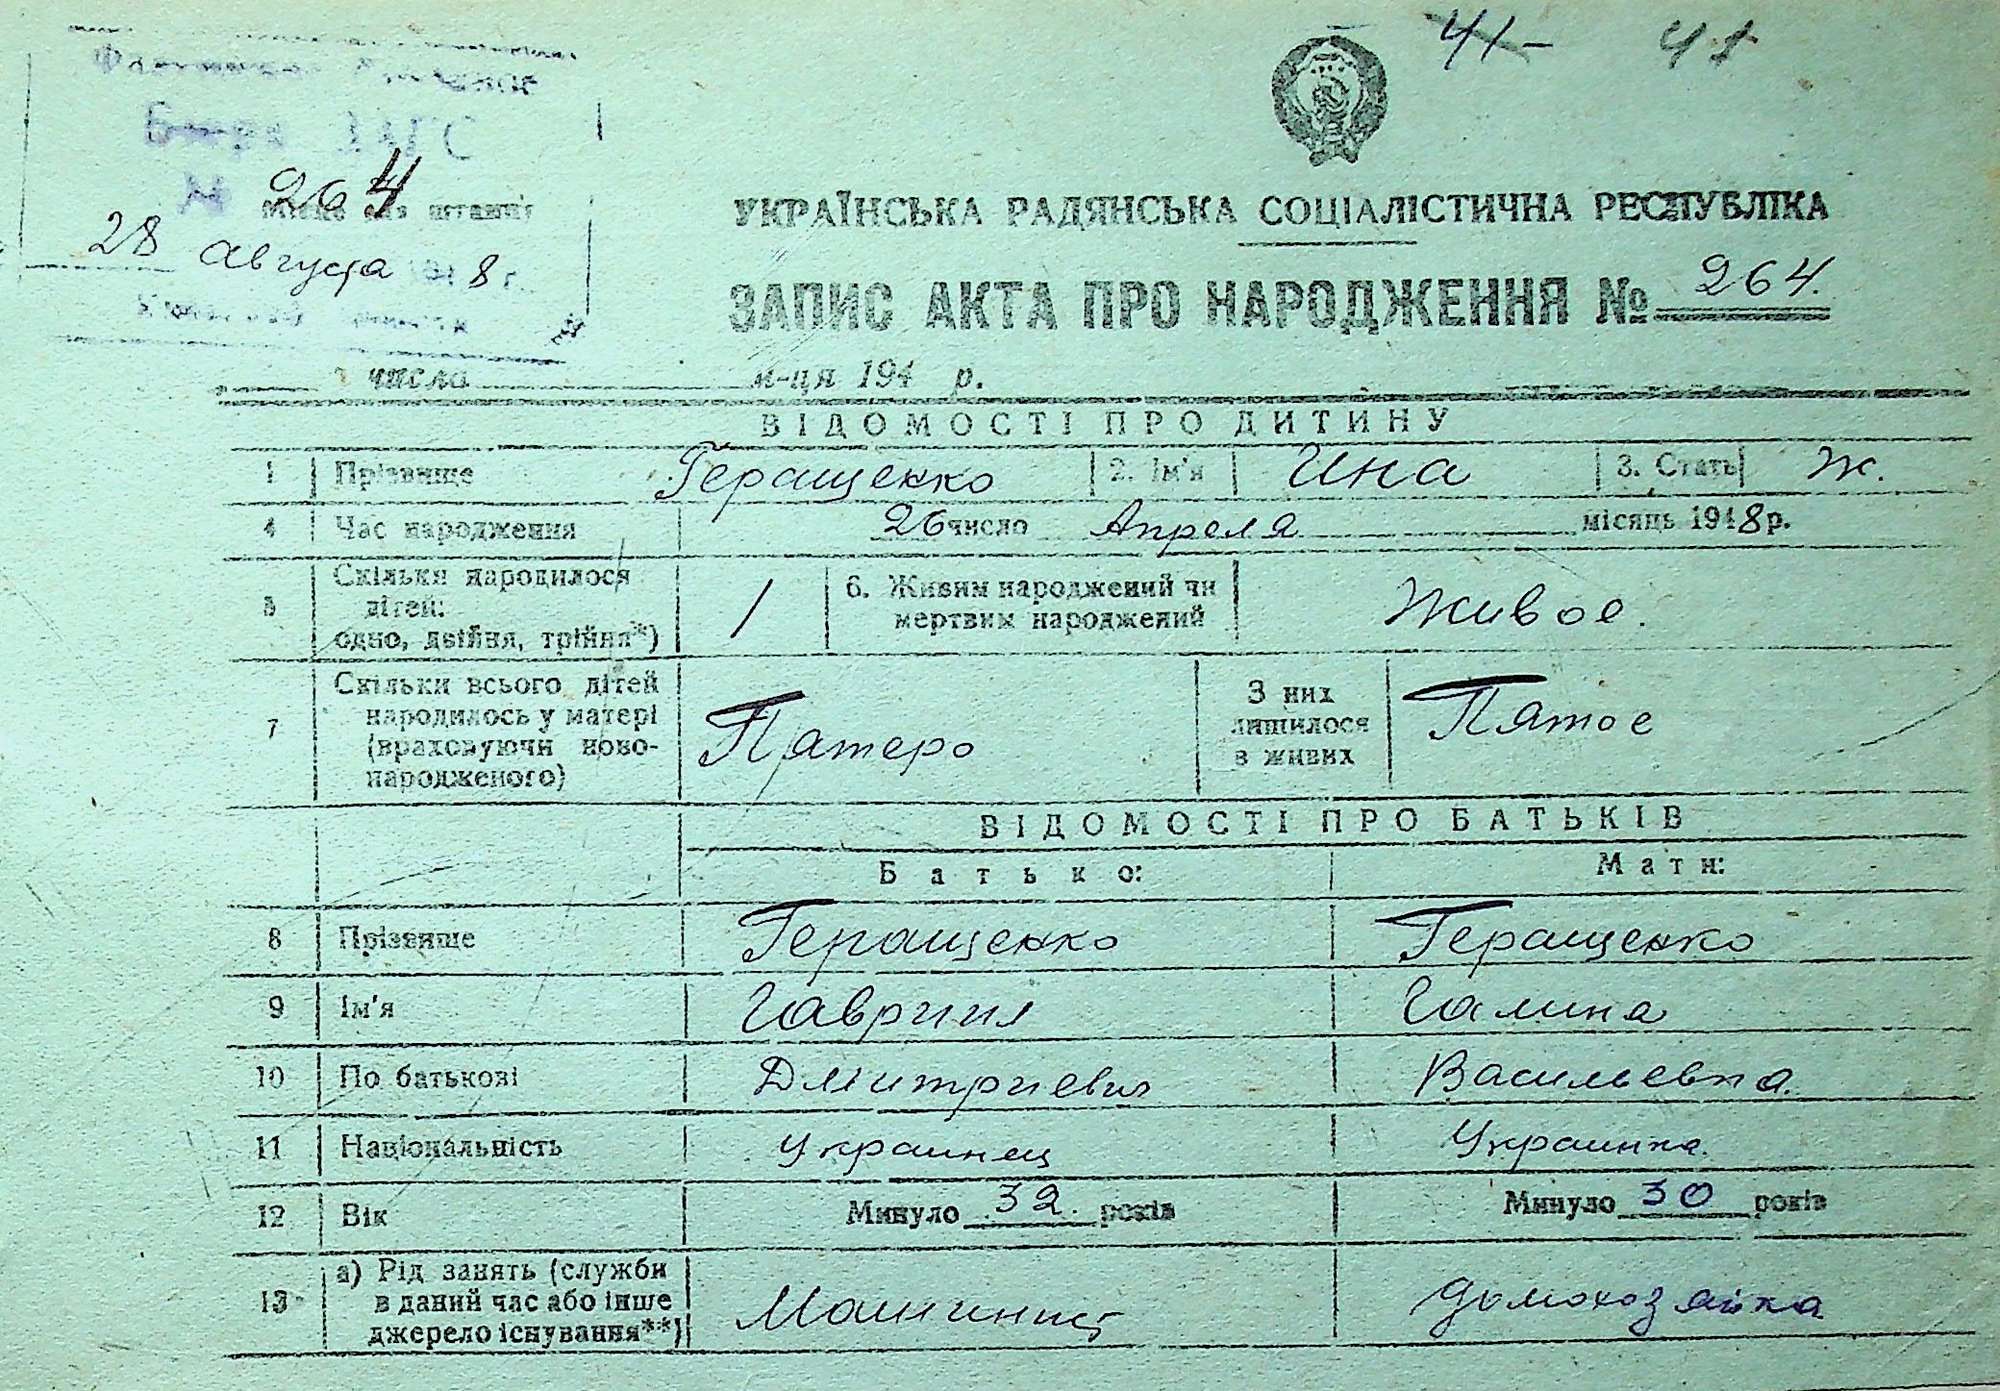 41- 41
Бюро ЗАГС
№ 264
28 августа 8 г.
УКРАЇНСЬКА РАДЯНСЬКА СОЦІАЛІСТИЧНА РЕСПУБЛІКА
ЗАПИС АКТА ПРО НАРОДЖЕННЯ № 264.
числа м-ця 194 р.
ВІДОМОСТІ ПРО ДИТИНУ
1 Прізвище Геращенко 2. Ім'я Ина 3. Стать Ж.
4 Час народження 26 число Апреля місяць 1948 р.
5 Скільки народилося дітей: одно, двійня, трійня*) 1 6. Живим народжений чи мертвим народжений Живое.
7 Скільки всього дітей народилось у матері (враховуючи ново-народженого) Пятеро З них лишилося в живих Пятое
ВІДОМОСТІ ПРО БАТЬКІВ
Батько: Мати:
8 Прізвище Геращенко Геращенко
9 Ім'я Гавриил Галина
10 По батькові Дмитриевич Васильевна.
11 Національність Украинец Украинка.
12 Вік Минуло 32. років Минуло 30 років
13 а) Рід занять (служби в даний час або інше джерело існування**) Машинист домохозяйка